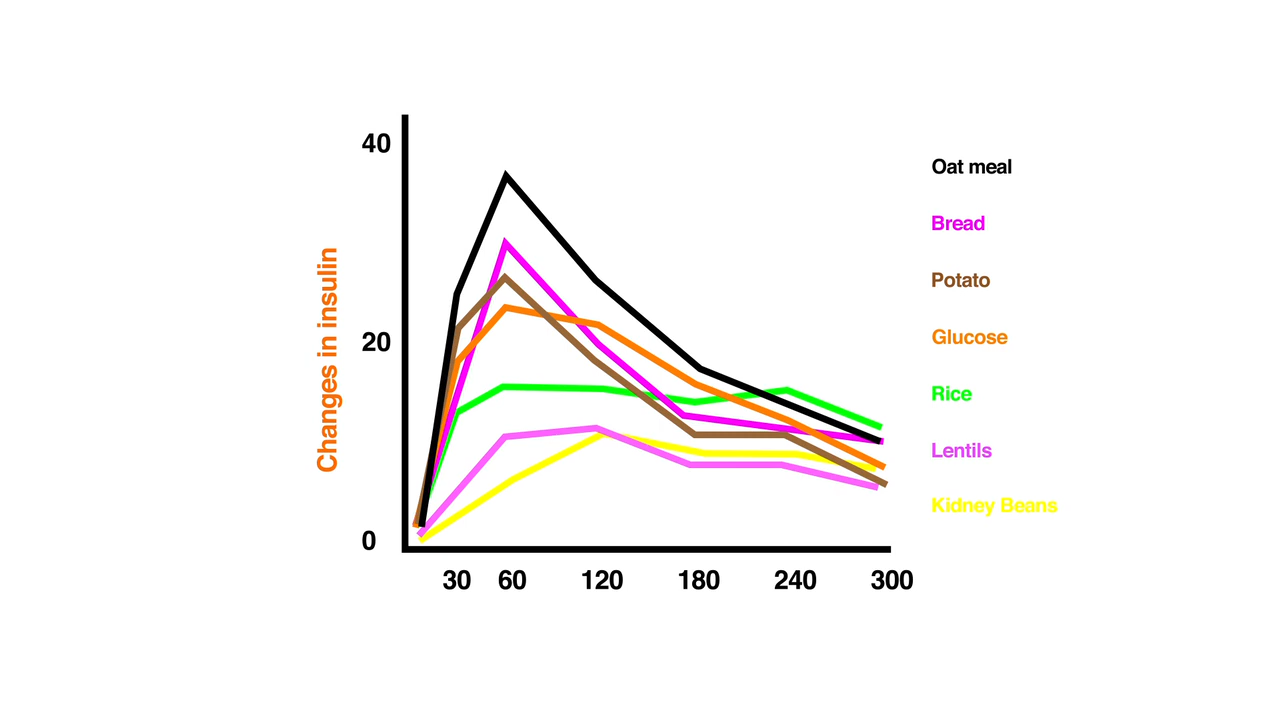 40
20
0
Changes in insulin
30 60 120 180 240 300
Oat meal
Bread
Potato
Glucose
Rice
Lentils
Kidney Beans